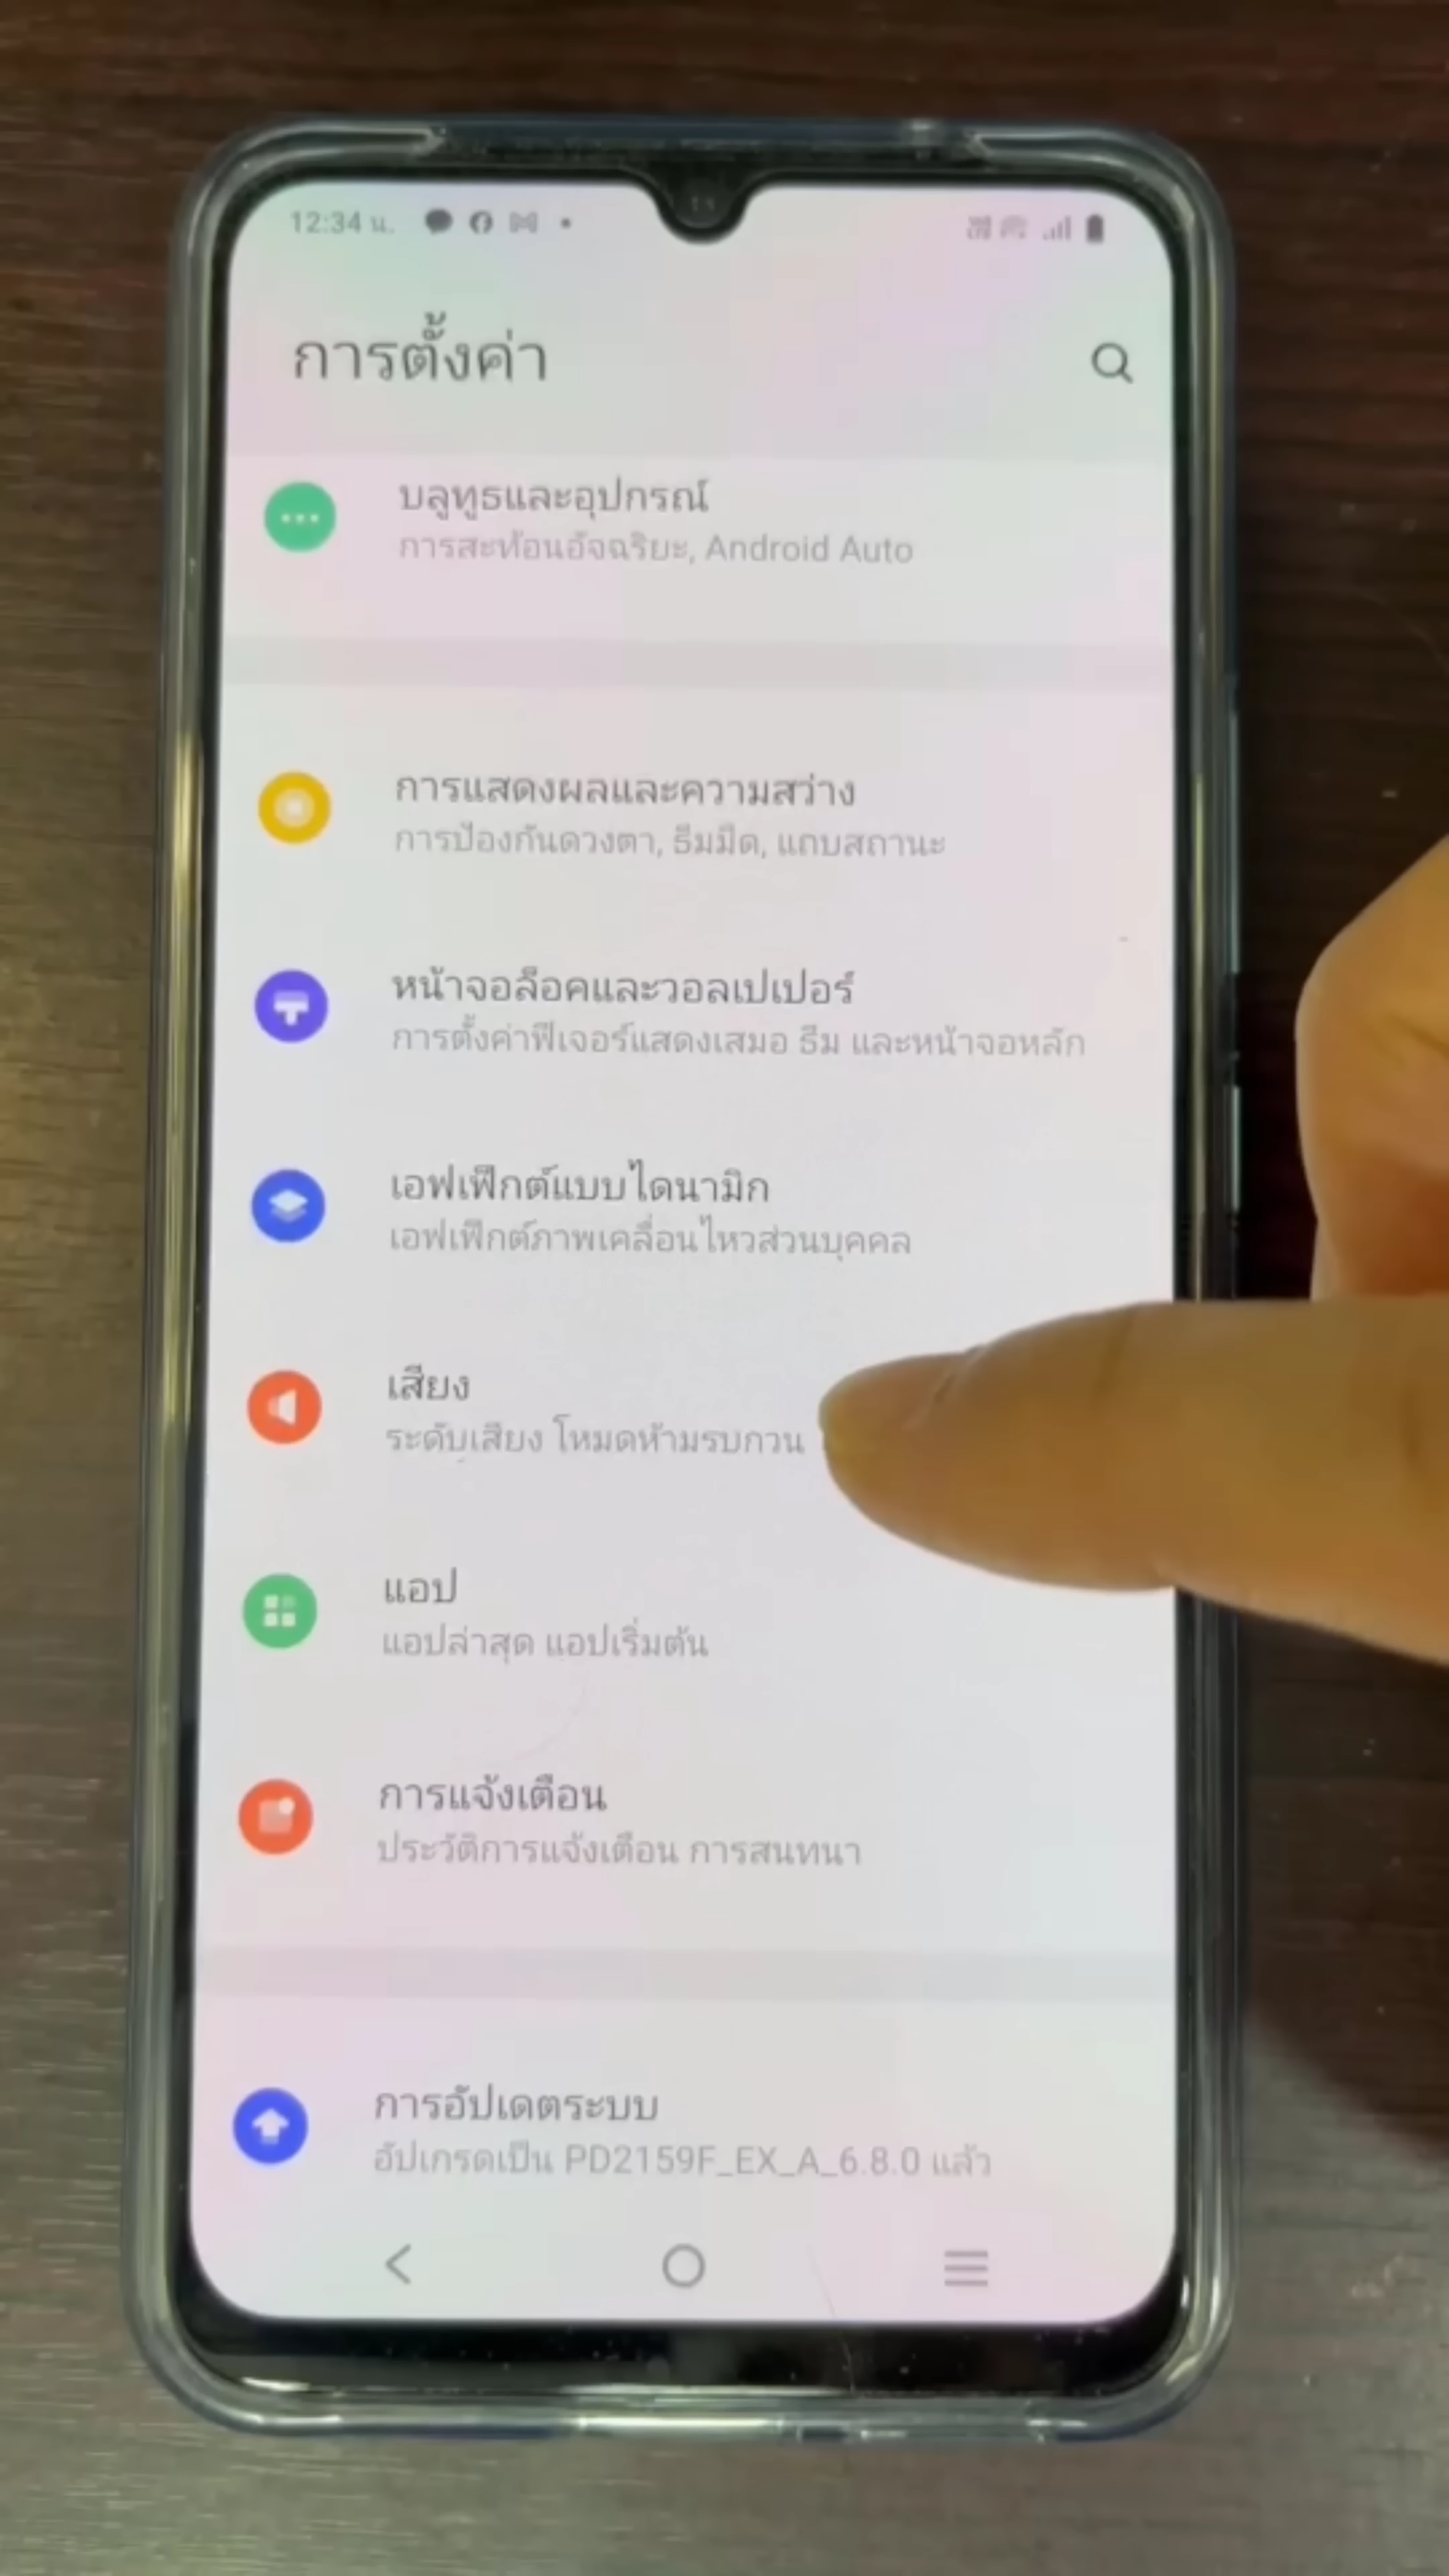 12:34 น.
การตั้งค่า
บลูทูธและอุปกรณ์
การสะท้อนอัจฉริยะ, Android Auto
การแสดงผลและความสว่าง
การป้องกันดวงตา, ธีมมืด, แถบสถานะ
หน้าจอล็อคและวอลเปเปอร์
การตั้งค่าฟีเจอร์แสดงเสมอ ธีม และหน้าจอหลัก
เอฟเฟ็กต์แบบไดนามิก
เอฟเฟ็กต์ภาพเคลื่อนไหวส่วนบุคคล
เสียง
ระดับเสียง โหมดห้ามรบกวน
แอป
แอปล่าสุด แอปเริ่มต้น
การแจ้งเตือน
ประวัติการแจ้งเตือน การสนทนา
การอัปเดตระบบ
อัปเกรดเป็น PD2159F_EX_A_6.8.0 แล้ว